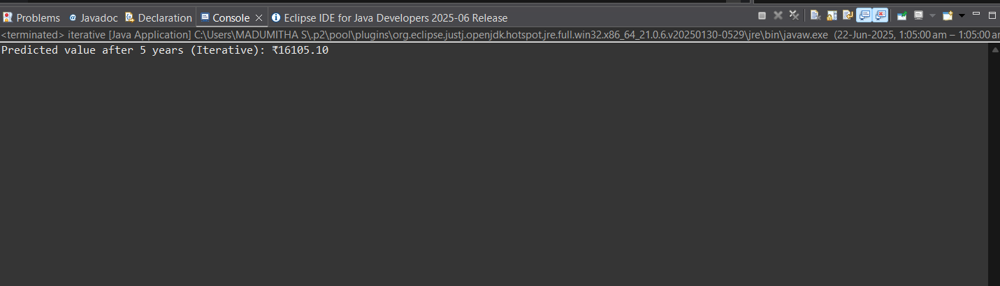 Problems @ Javadoc Declaration Console Eclipse IDE for Java Developers 2025-06 Release
<terminated> iterative [Java Application] C:\Users\MADUMITHA S\.p2\pool\plugins\org.eclipse.justj.openjdk.hotspot.jre.full.win32.x86_64_21.0.6.v20250130-0529\jre\bin\javaw.exe (22-Jun-2025, 1:05:00 am – 1:05:00 am
Predicted value after 5 years (Iterative): ₹16105.10